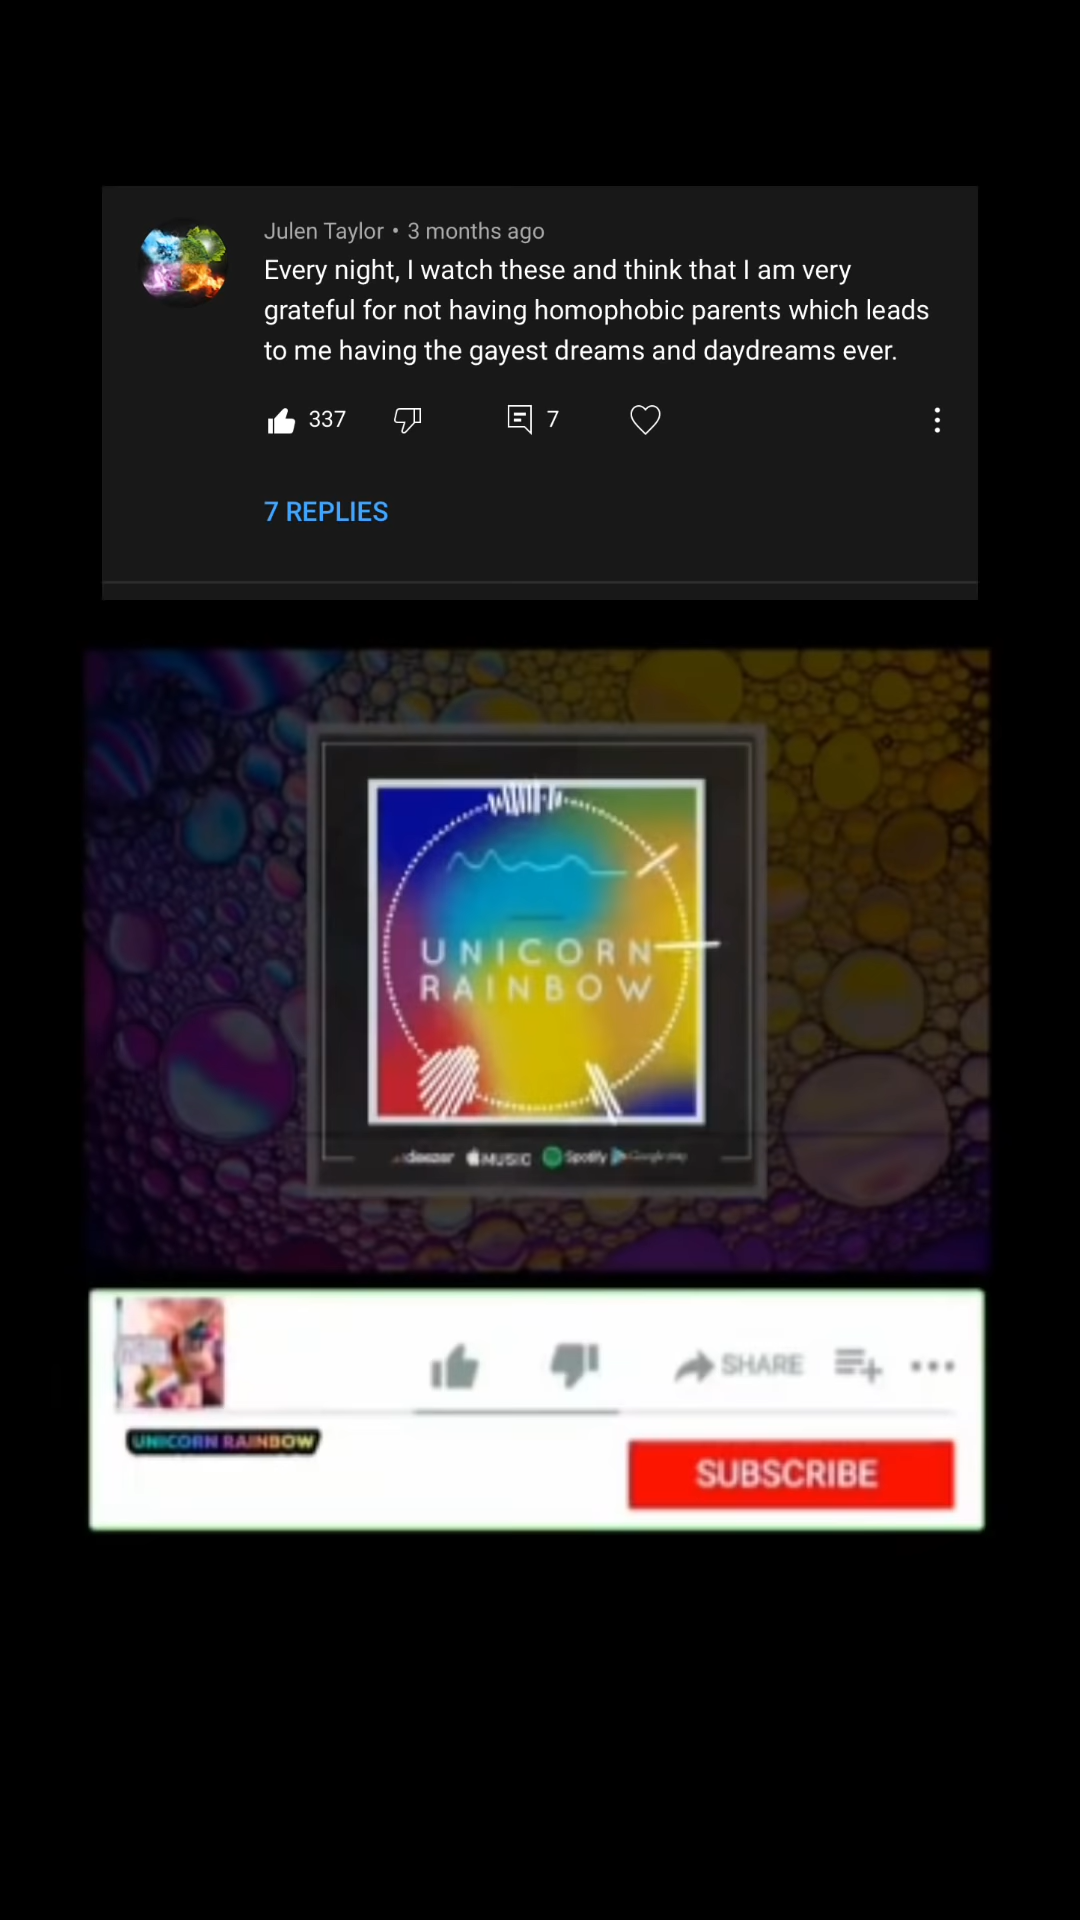 Julen Taylor • 3 months ago
Every night, I watch these and think that I am very
grateful for not having homophobic parents which leads
to me having the gayest dreams and daydreams ever.
337
7
7 REPLIES
UNICORN
RAINBOW
deezer MUSIC Spotify Google play
SHARE
UNICORN RAINBOW
SUBSCRIBE